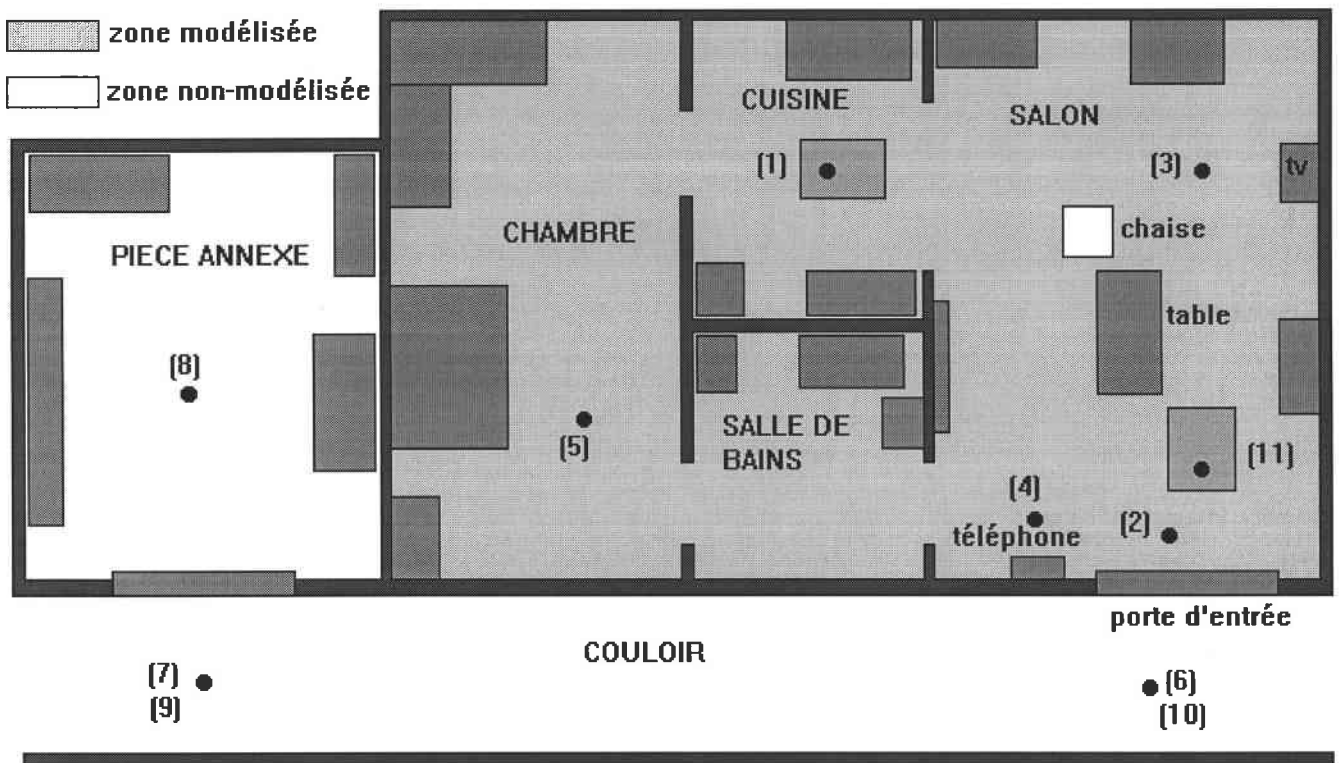 zone modélisée
zone non-modélisée
CUISINE
SALON
(1)
(3)
tv
chaise
CHAMBRE
PIECE ANNEXE
table
(8)
(5)
SALLE DE
BAINS
(11)
(4)
(2)
téléphone
porte d'entrée
COULOIR
(7)
(9)
(6)
(10)